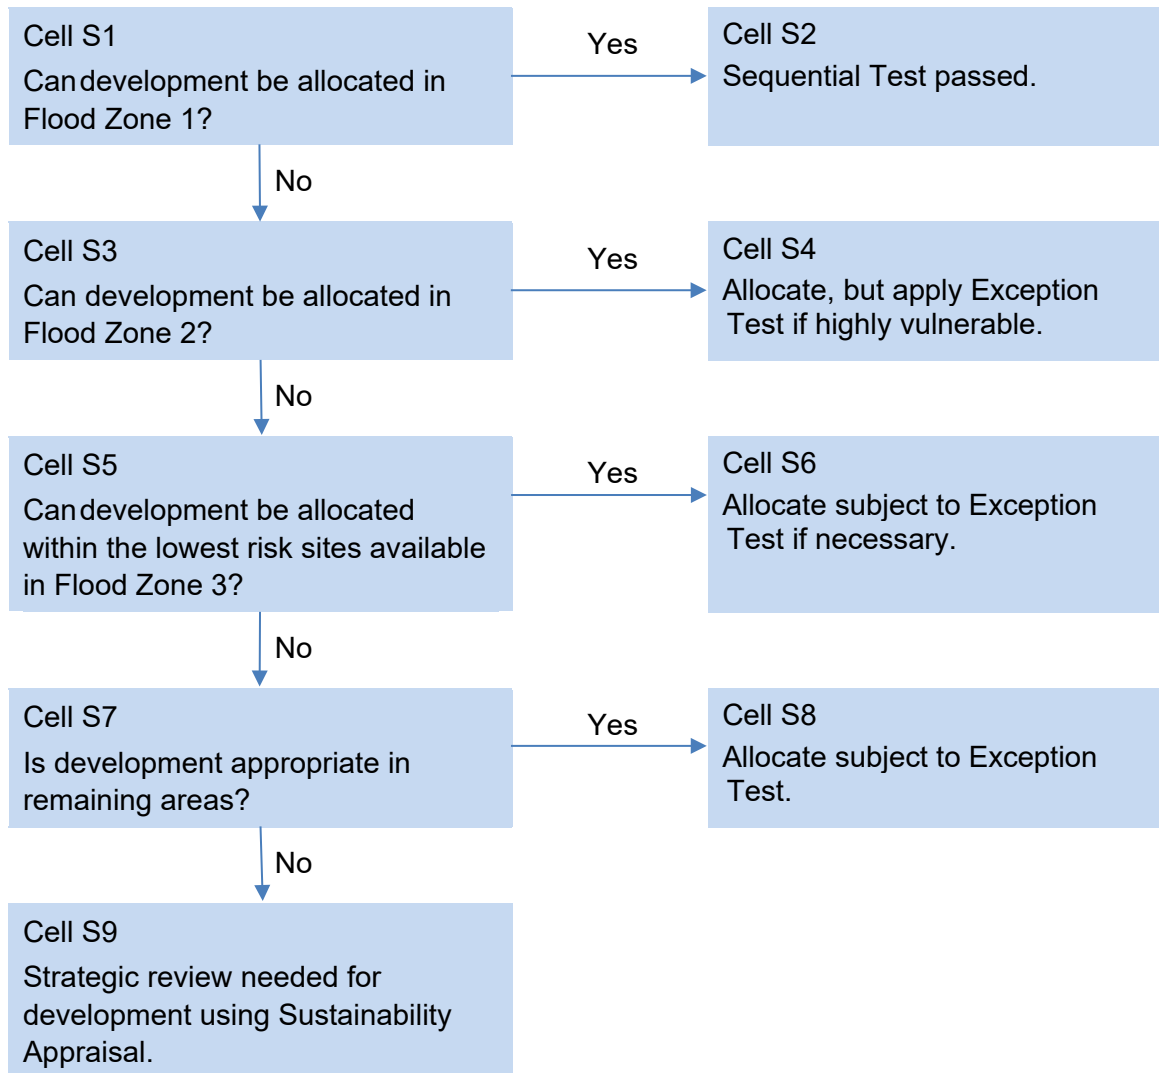 Cell S1
Can development be allocated in
Flood Zone 1?
Yes
Cell S2
Sequential Test passed.
No
Cell S3
Can development be allocated in
Flood Zone 2?
Yes
Cell S4
Allocate, but apply Exception
Test if highly vulnerable.
No
Cell S5
Can development be allocated
within the lowest risk sites available
in Flood Zone 3?
Yes
Cell S6
Allocate subject to Exception
Test if necessary.
No
Cell S7
Is development appropriate in
remaining areas?
Yes
Cell S8
Allocate subject to Exception
Test.
No
Cell S9
Strategic review needed for
development using Sustainability
Appraisal.